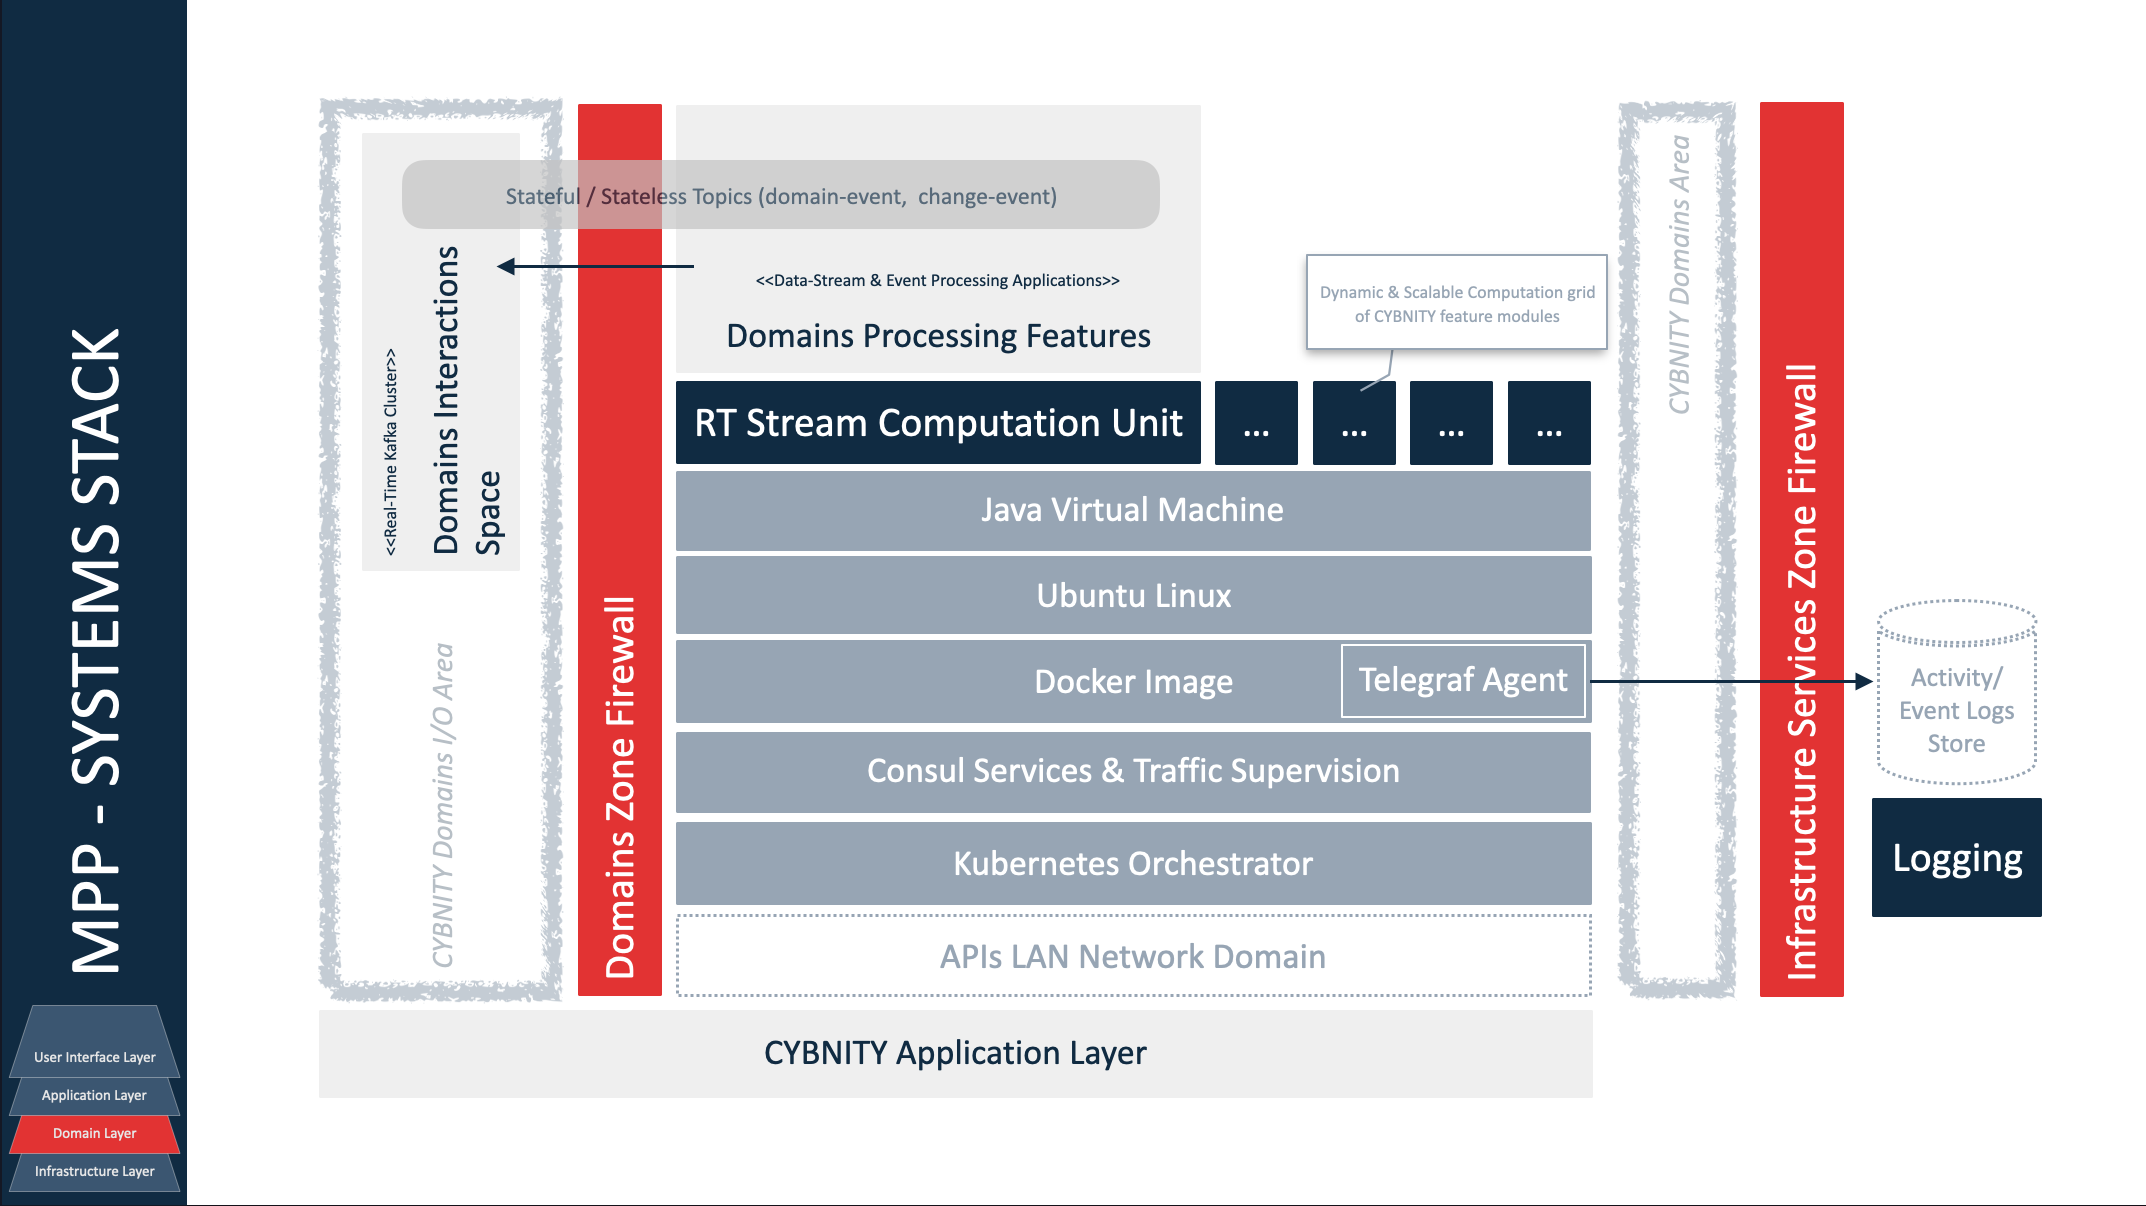 MPP - SYSTEMS STACK
User Interface Layer
Application Layer
Domain Layer
Infrastructure Layer
Stateful / Stateless Topics (domain-event,  change-event)
<<Real-Time Kafka Cluster>>
Domains Interactions
Space
CYBNITY Domains I/O Area
Domains Zone Firewall
<<Data-Stream & Event Processing Applications>>
Domains Processing Features
Dynamic & Scalable Computation grid
of CYBNITY feature modules
RT Stream Computation Unit
...
...
...
...
Java Virtual Machine
Ubuntu Linux
Docker Image
Telegraf Agent
Consul Services & Traffic Supervision
Kubernetes Orchestrator
APIs LAN Network Domain
CYBNITY Application Layer
CYBNITY Domains Area
Infrastructure Services Zone Firewall
Activity/
Event Logs
Store
Logging